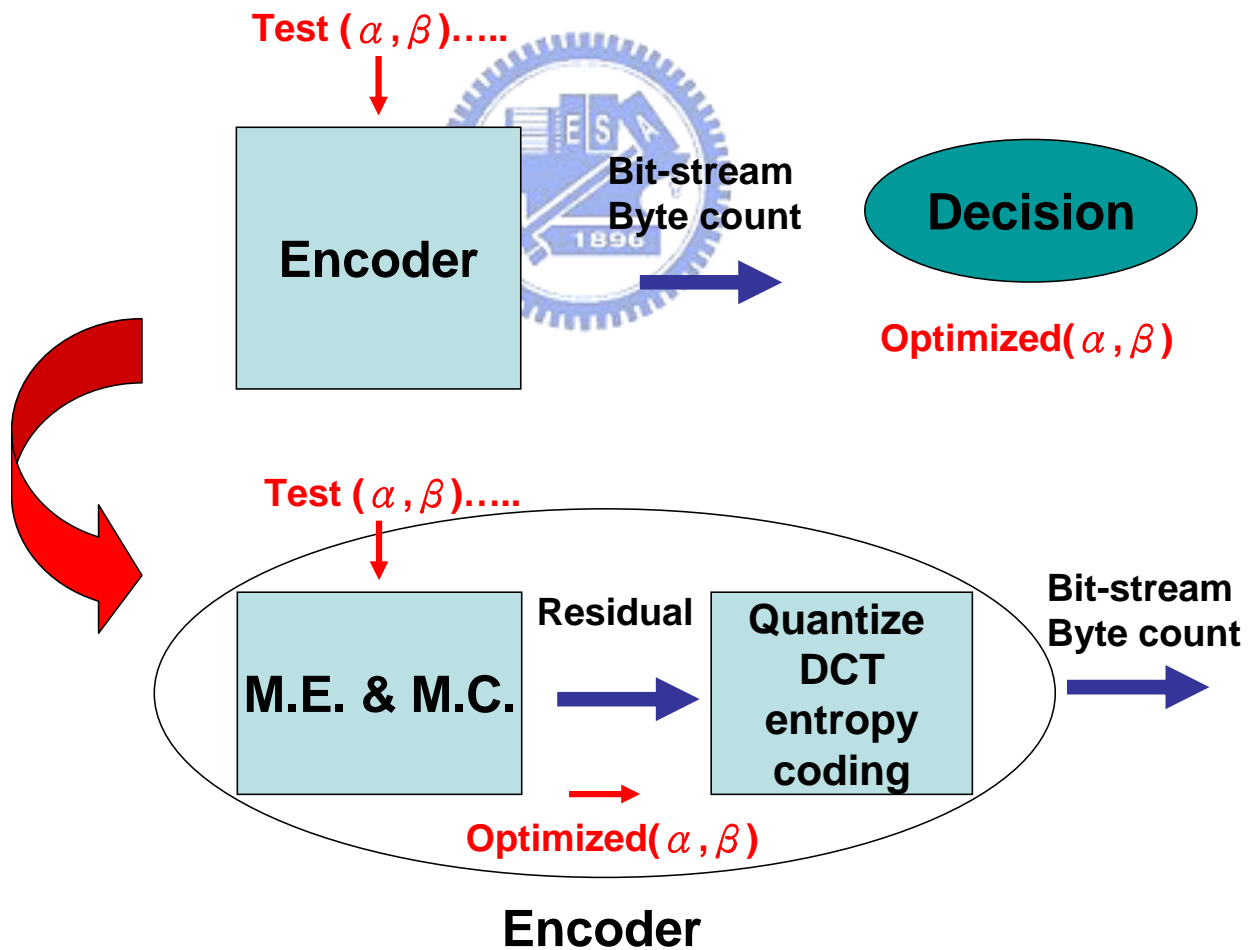 Test (α,β)…..
E S A
1896
Bit-stream
Byte count
Encoder
Decision
Optimized(α,β)
Test (α,β)…..
M.E. & M.C.
Residual
Quantize
DCT
entropy
coding
Bit-stream
Byte count
Optimized(α,β)
Encoder